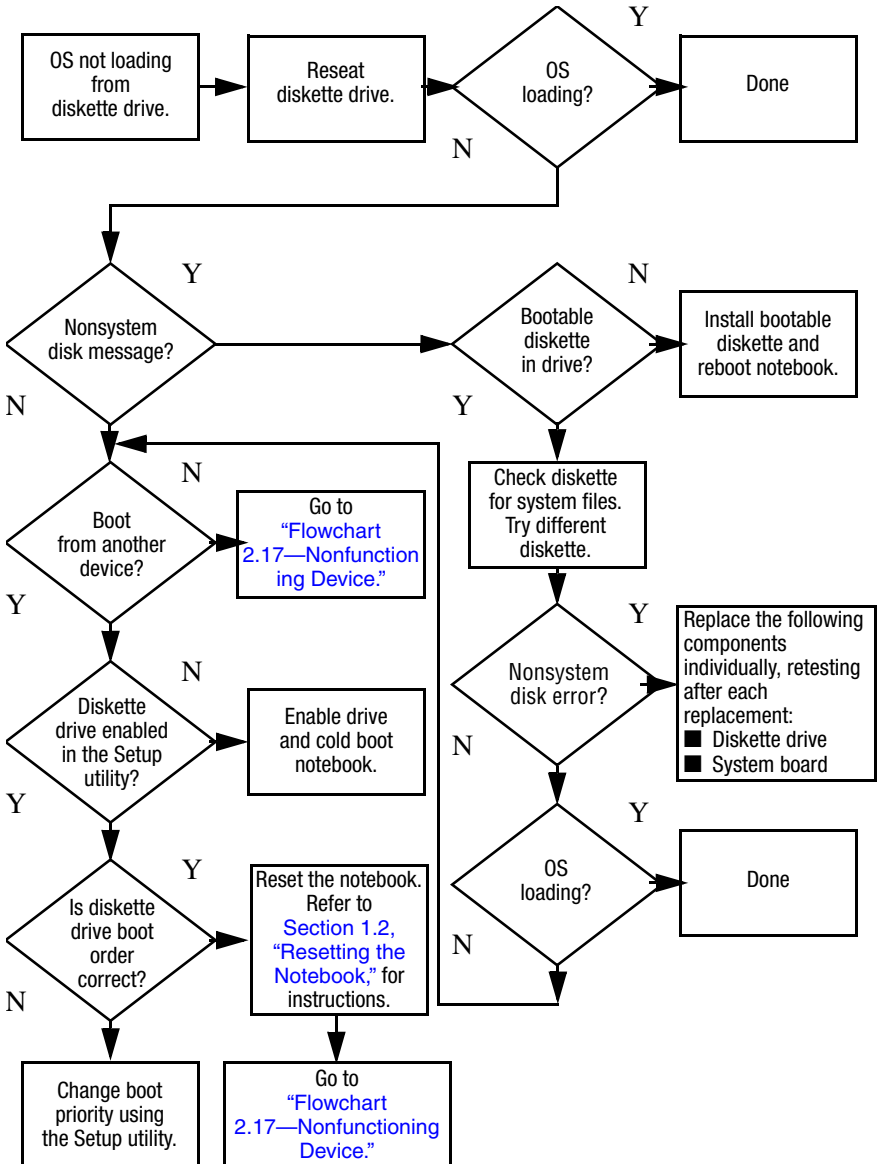 OS not loading
from
diskette drive.
Reseat
diskette drive.
OS
loading?
Y
N
Done
Nonsystem
disk message?
Y
N
Bootable
diskette
in drive?
N
Y
Install bootable
diskette and
reboot notebook.
Boot
from another
device?
N
Y
Go to
“Flowchart
2.17—Nonfunction
ing Device.”
Check diskette
for system files.
Try different
diskette.
Diskette
drive enabled
in the Setup
utility?
N
Y
Enable drive
and cold boot
notebook.
Nonsystem
disk error?
Y
N
Replace the following
components
individually, retesting
after each
replacement:
■ Diskette drive
■ System board
Is diskette
drive boot
order
correct?
Y
N
Reset the notebook.
Refer to
Section 1.2,
“Resetting the
Notebook,” for
instructions.
OS
loading?
Y
N
Done
Change boot
priority using
the Setup utility.
Go to
“Flowchart
2.17—Nonfunctioning
Device.”